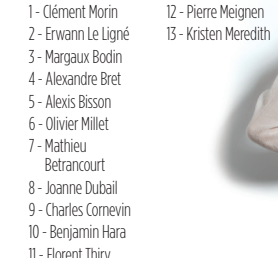 1 - Clément Morin
2 - Erwann Le Ligné
3 - Margaux Bodin
4 - Alexandre Bret
5 - Alexis Bisson
6 - Olivier Millet
7 - Mathieu
Betrancourt
8 - Joanne Dubail
9 - Charles Cornevin
10 - Benjamin Hara
11 - Florent Thiry
12 - Pierre Meignen
13 - Kristen Meredith